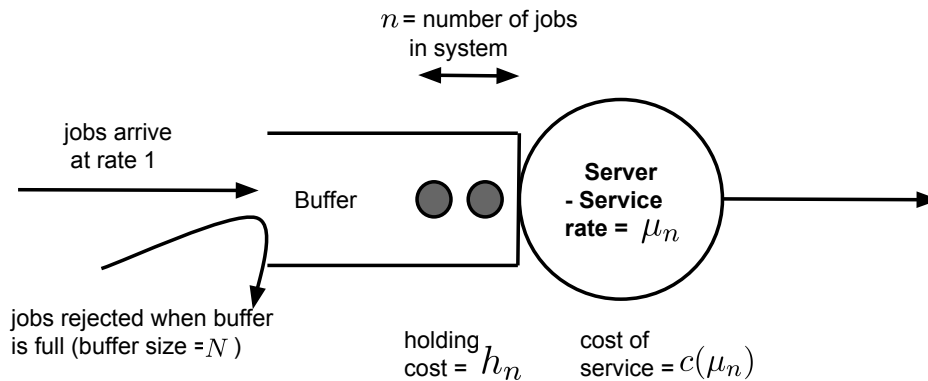 n = number of jobs
in system
jobs arrive
at rate 1
Buffer
Server
- Service
rate = μₙ
jobs rejected when buffer
is full (buffer size = N )
holding
cost = hₙ
cost of
service = c(μₙ)